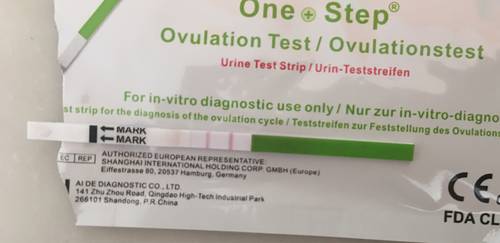 One + Step®
Ovulation Test / Ovulationstest
Urine Test Strip / Urin-Teststreifen
For in-vitro diagnostic use only / Nur zur in-vitro-diagno
st strip for the diagnosis of the ovulation cycle / Teststreifen zur Feststellung des Ovulations
MARK
MARK
EC REP
AUTHORIZED EUROPEAN REPRESENTATIVE:
SHANGHAI INTERNATIONAL HOLDING CORP. GMBH (Europe)
Eiffestrasse 80, 20537 Hamburg, Germany
AI DE DIAGNOSTIC CO., LTD.
141 Zhu Zhou Road, Qingdao High-Tech Industrial Park
266101 Shandong, P.R.China
CE
FDA CL